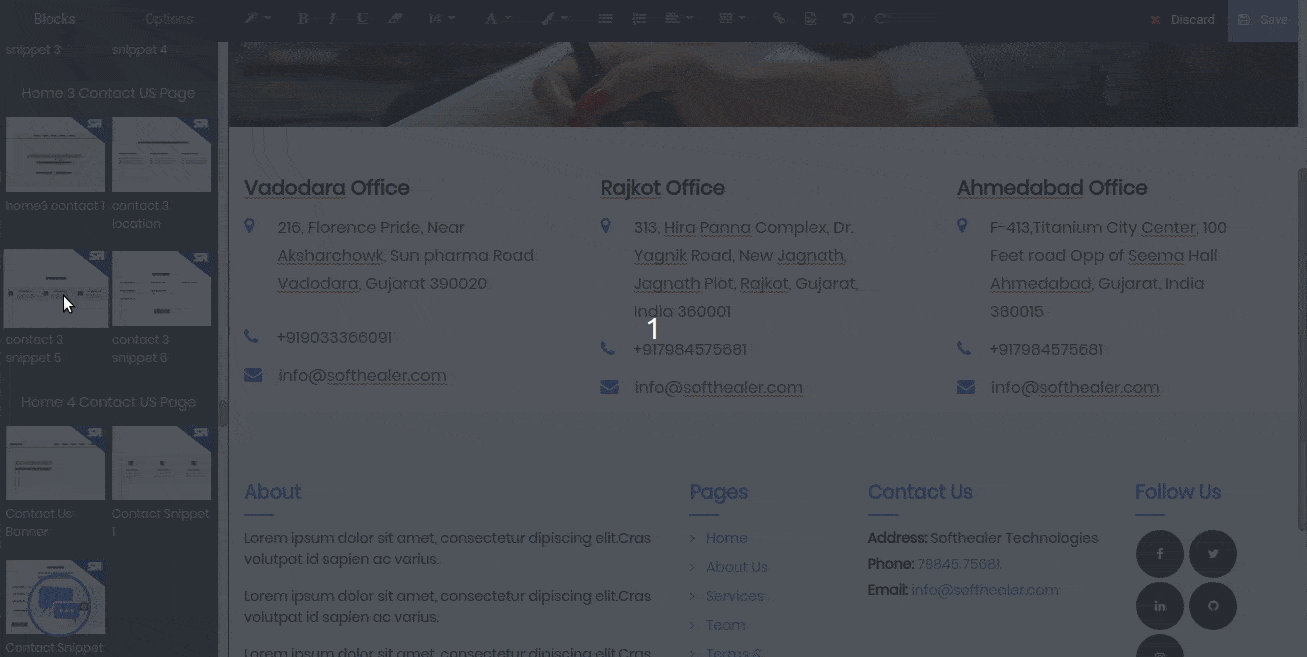 Blocks
Options
B I U
14
A
Discard
Save
snippet 3
snippet 4
Home 3 Contact US Page
home3 contact 1
contact 3
location
contact 3
snippet 5
contact 3
snippet 6
Home 4 Contact US Page
Contact Us
Banner
Contact Snippet
1
Contact Snippet
Vadodara Office
216, Florence Pride, Near
Aksharchowk, Sun pharma Road
Vadodara, Gujarat 390020
+919033366091
info@softhealer.com
Rajkot Office
313, Hira Panna Complex, Dr.
Yagnik Road, New Jagnath,
Jagnath Plot, Rajkot, Gujarat,
India 360001
1
+917984575681
info@softhealer.com
Ahmedabad Office
F-413,Titanium City Center, 100
Feet road Opp of Seema Hall
Ahmedabad, Gujarat, India
380015
+917984575681
info@softhealer.com
About
Lorem ipsum dolor sit amet, consectetur dipiscing elit.Cras
volutpat id sapien ac varius.
Lorem ipsum dolor sit amet, consectetur dipiscing elit.Cras
volutpat id sapien ac varius.
Lorem ipsum dolor sit amet, consectetur dipiscing elit.Cras
Pages
Home
About Us
Services
Team
Terms &
Contact Us
Address: Softhealer Technologies
Phone: 79845 75681.
Email: info@softhealer.com
Follow Us